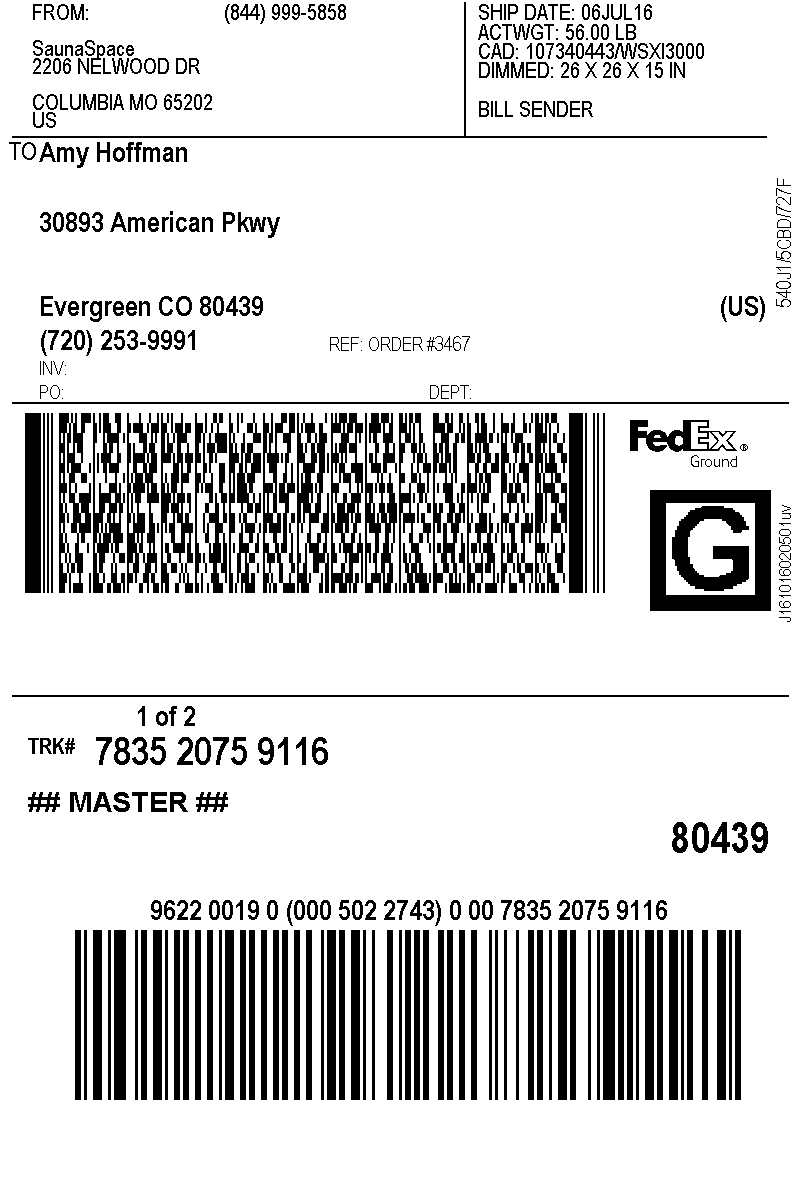 FROM: (844) 999-5858
SaunaSpace
2206 NELWOOD DR
COLUMBIA MO 65202
US
SHIP DATE: 06JUL16
ACTWGT: 56.00 LB
CAD: 107340443/WSXI3000
DIMMED: 26 X 26 X 15 IN
BILL SENDER
TO Amy Hoffman
30893 American Pkwy
Evergreen CO 80439 (US)
(720) 253-9991 REF: ORDER #3467
INV:
PO: DEPT:
540J1/5CBD/727F
FedEx®
Ground
G
J161016020501uv
1 of 2
TRK# 7835 2075 9116
## MASTER ##
80439
9622 0019 0 (000 502 2743) 0 00 7835 2075 9116